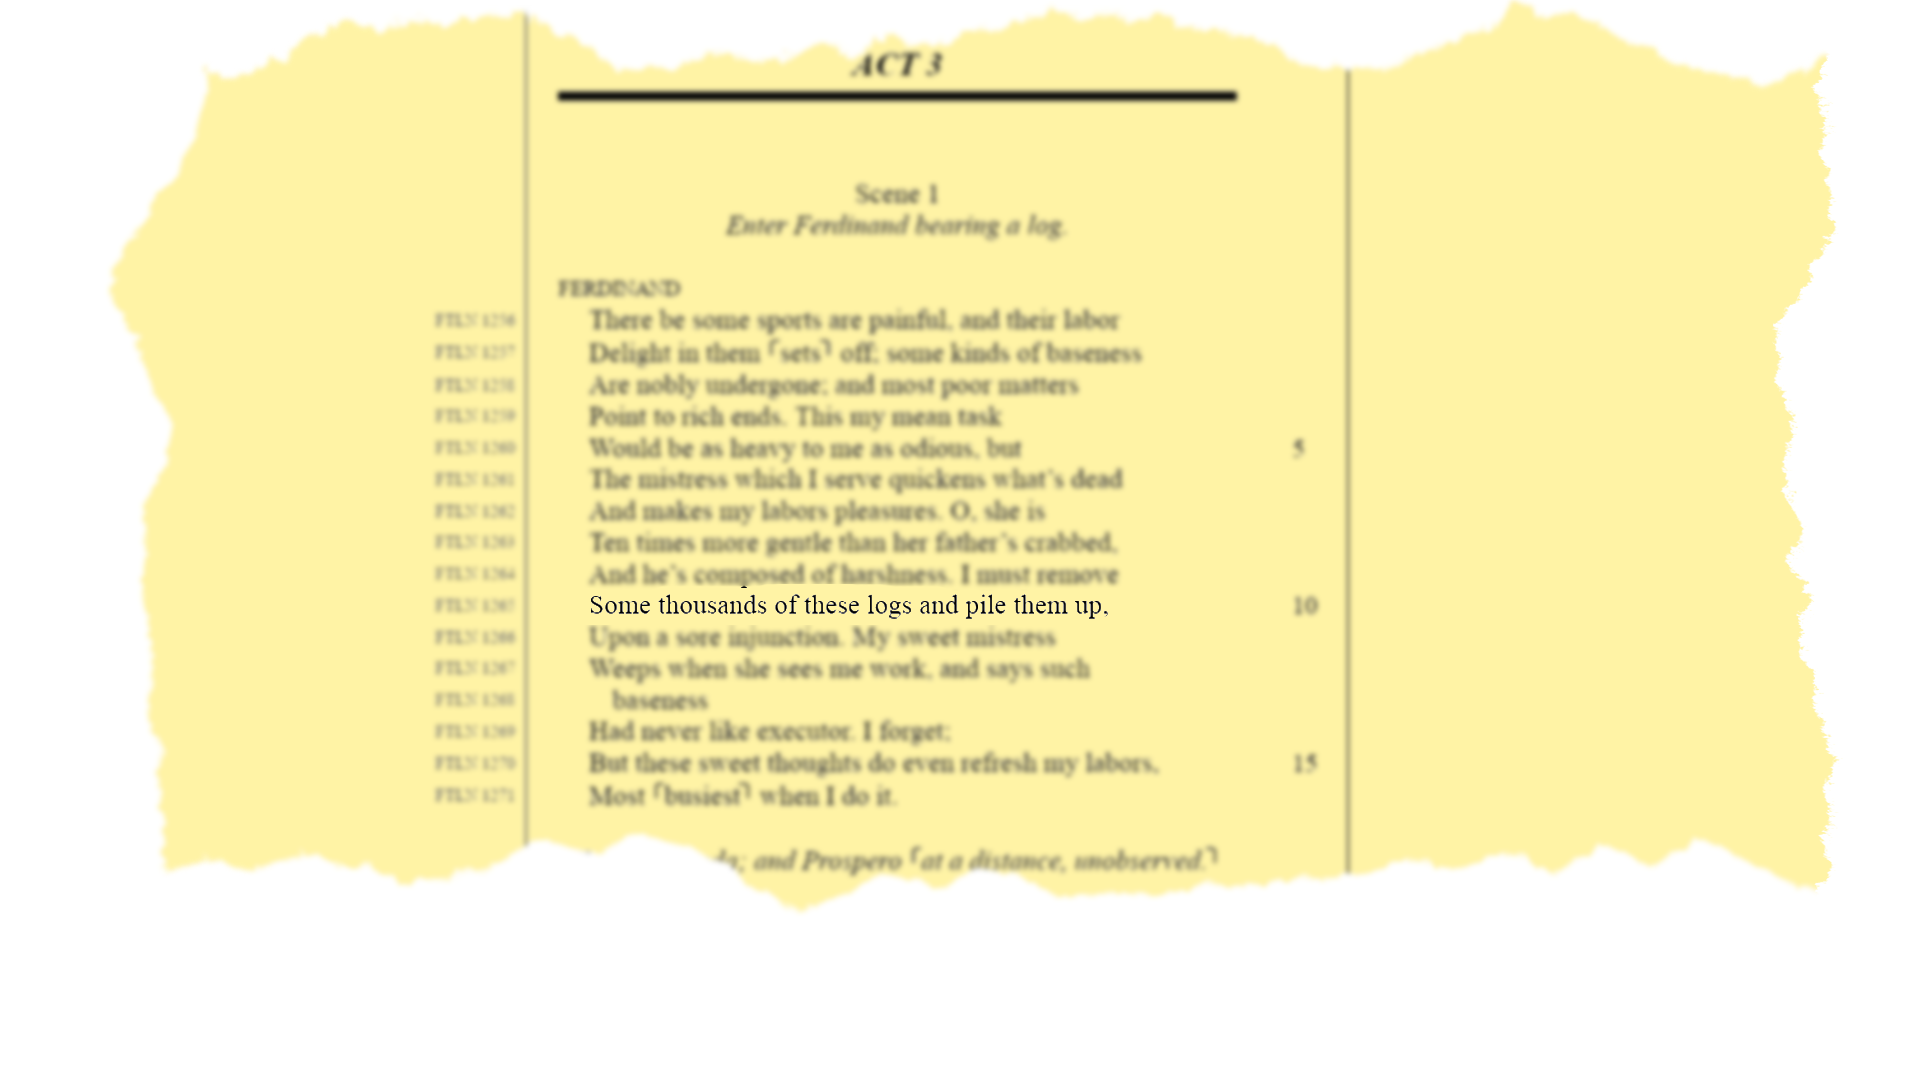 ACT 3
Scene 1
Enter Ferdinand bearing a log.
FERDINAND
FTLN 1256 There be some sports are painful, and their labor
FTLN 1257 Delight in them ⌜sets⌝ off; some kinds of baseness
FTLN 1258 Are nobly undergone; and most poor matters
FTLN 1259 Point to rich ends. This my mean task
FTLN 1260 Would be as heavy to me as odious, but 5
FTLN 1261 The mistress which I serve quickens what's dead
FTLN 1262 And makes my labors pleasures. O, she is
FTLN 1263 Ten times more gentle than her father's crabbed,
FTLN 1264 And he's composed of harshness. I must remove
FTLN 1265 Some thousands of these logs and pile them up, 10
FTLN 1266 Upon a sore injunction. My sweet mistress
FTLN 1267 Weeps when she sees me work, and says such
FTLN 1268 baseness
FTLN 1269 Had never like executor. I forget;
FTLN 1270 But these sweet thoughts do even refresh my labors, 15
FTLN 1271 Most ⌜busiest⌝ when I do it.
and Prospero ⌜at a distance, unobserved.⌝